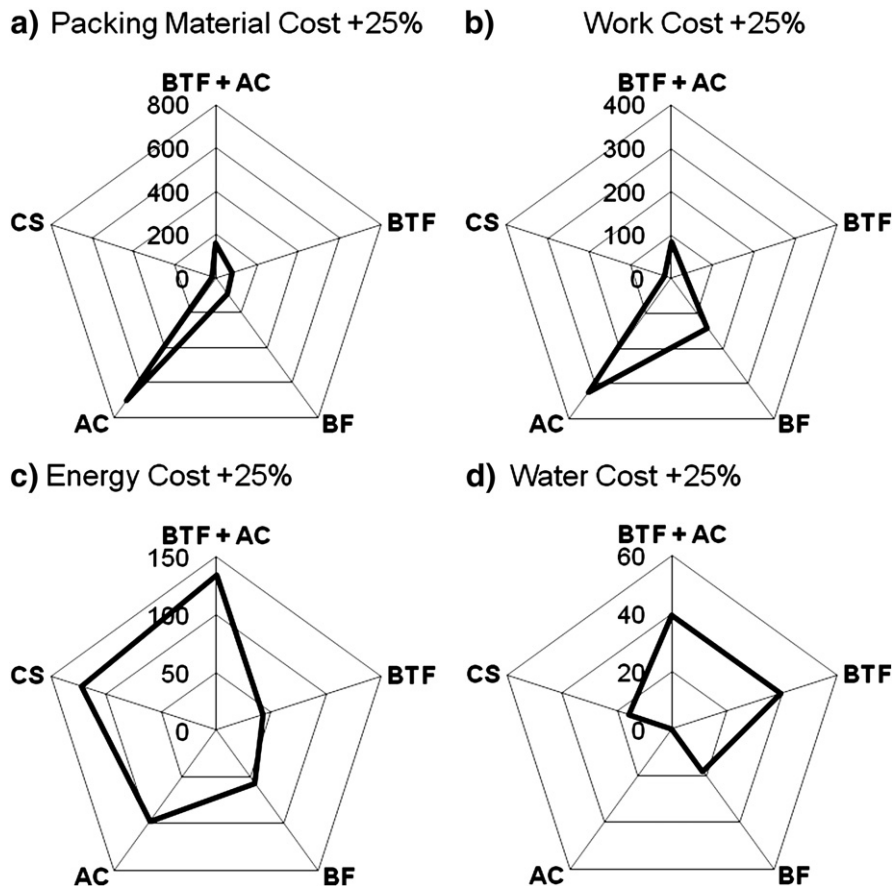 a) Packing Material Cost +25%
BTF + AC
800
600
400
200
0
CS
BTF
AC
BF
b) Work Cost +25%
BTF + AC
400
300
200
100
0
CS
BTF
AC
BF
c) Energy Cost +25%
BTF + AC
150
100
50
0
CS
BTF
AC
BF
d) Water Cost +25%
BTF + AC
60
40
20
0
CS
BTF
AC
BF